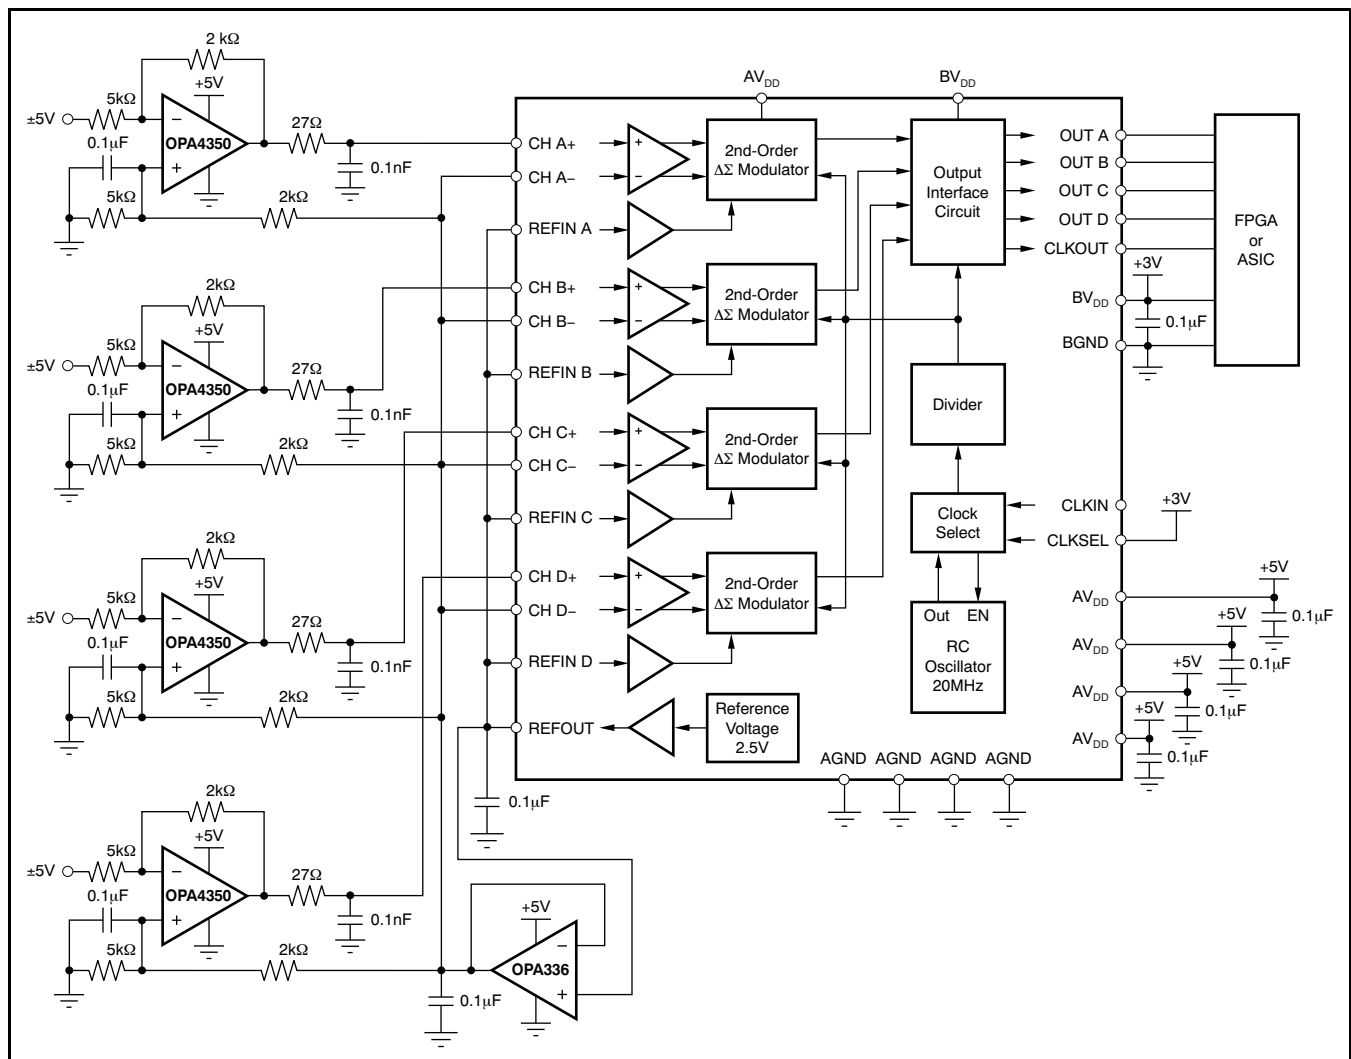 2 kΩ
+5V
5kΩ
±5V
−
OPA4350
0.1µF
+
27Ω
0.1nF
5kΩ
2kΩ
2kΩ
+5V
5kΩ
±5V
−
OPA4350
0.1µF
+
27Ω
0.1nF
5kΩ
2kΩ
2kΩ
+5V
5kΩ
±5V
−
OPA4350
0.1µF
+
27Ω
0.1nF
5kΩ
2kΩ
2kΩ
+5V
5kΩ
±5V
−
OPA4350
0.1µF
+
27Ω
0.1nF
5kΩ
2kΩ
0.1µF
+5V
−
OPA336
+
0.1µF
AVDD
BVDD
CH A+
CH A−
REFIN A
+
−
2nd-Order
ΔΣ Modulator
CH B+
CH B−
REFIN B
+
−
2nd-Order
ΔΣ Modulator
CH C+
CH C−
REFIN C
+
−
2nd-Order
ΔΣ Modulator
CH D+
CH D−
REFIN D
+
−
2nd-Order
ΔΣ Modulator
REFOUT
Reference
Voltage
2.5V
Output
Interface
Circuit
Divider
Clock
Select
Out EN
RC
Oscillator
20MHz
OUT A
OUT B
OUT C
OUT D
CLKOUT
BVDD
BGND
+3V
0.1µF
FPGA
or
ASIC
CLKIN
CLKSEL
+3V
AVDD
+5V
0.1µF
AVDD
+5V
0.1µF
AVDD
+5V
0.1µF
AVDD
+5V
0.1µF
AGND AGND AGND AGND